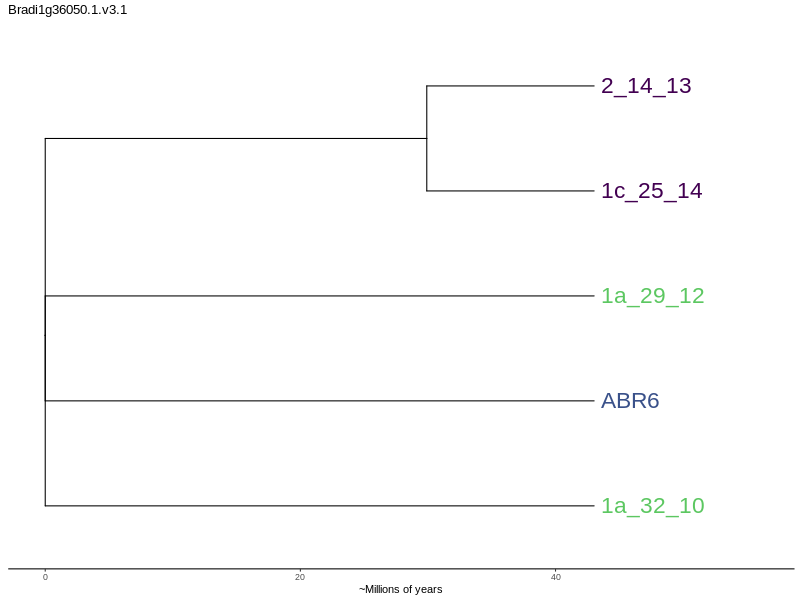 Bradi1g36050.1.v3.1
2_14_13
1c_25_14
1a_29_12
ABR6
1a_32_10
0 20 40
~Millions of years